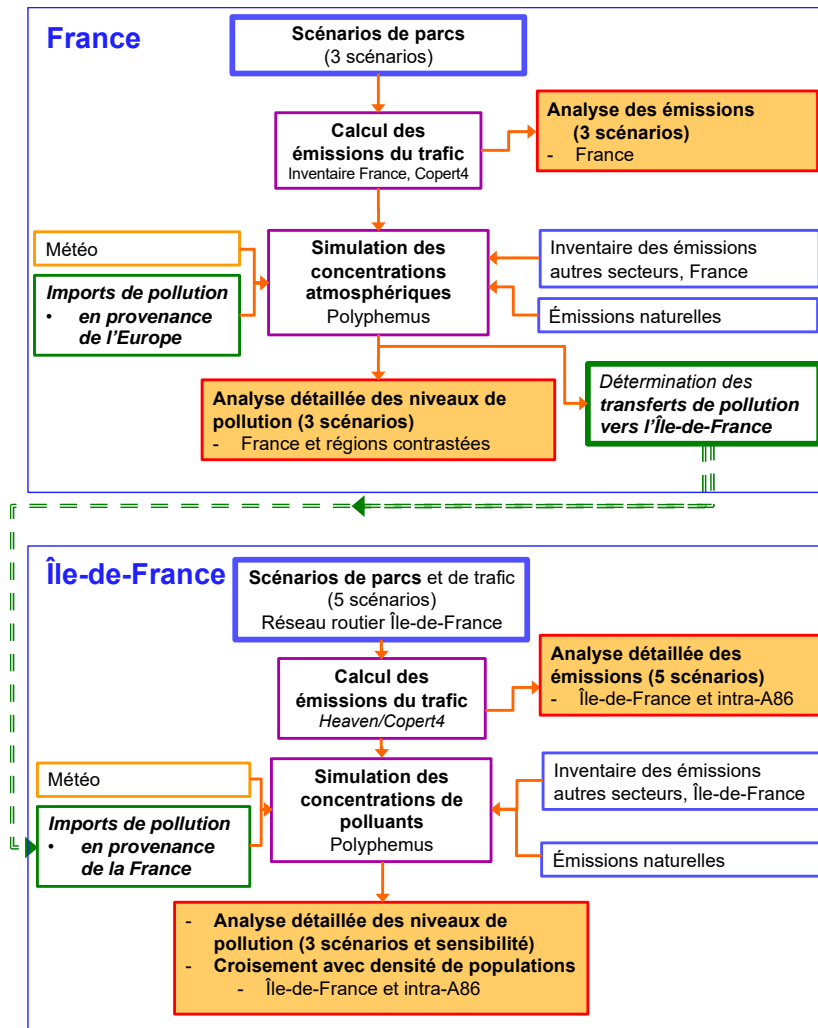 France
Scénarios de parcs
(3 scénarios)
Calcul des
émissions du trafic
Inventaire France, Copert4
Analyse des émissions
(3 scénarios)
- France
Météo
Imports de pollution
• en provenance
de l'Europe
Simulation des
concentrations
atmosphériques
Polyphemus
Inventaire des émissions
autres secteurs, France
Émissions naturelles
Analyse détaillée des niveaux de
pollution (3 scénarios)
- France et régions contrastées
Détermination des
transferts de pollution
vers l'Île-de-France
Île-de-France
Scénarios de parcs et de trafic
(5 scénarios)
Réseau routier Île-de-France
Calcul des
émissions du trafic
Heaven/Copert4
Analyse détaillée des
émissions (5 scénarios)
- Île-de-France et intra-A86
Météo
Imports de pollution
• en provenance
de la France
Simulation des
concentrations de
polluants
Polyphemus
Inventaire des émissions
autres secteurs, Île-de-France
Émissions naturelles
- Analyse détaillée des niveaux de
pollution (3 scénarios et sensibilité)
- Croisement avec densité de populations
- Île-de-France et intra-A86